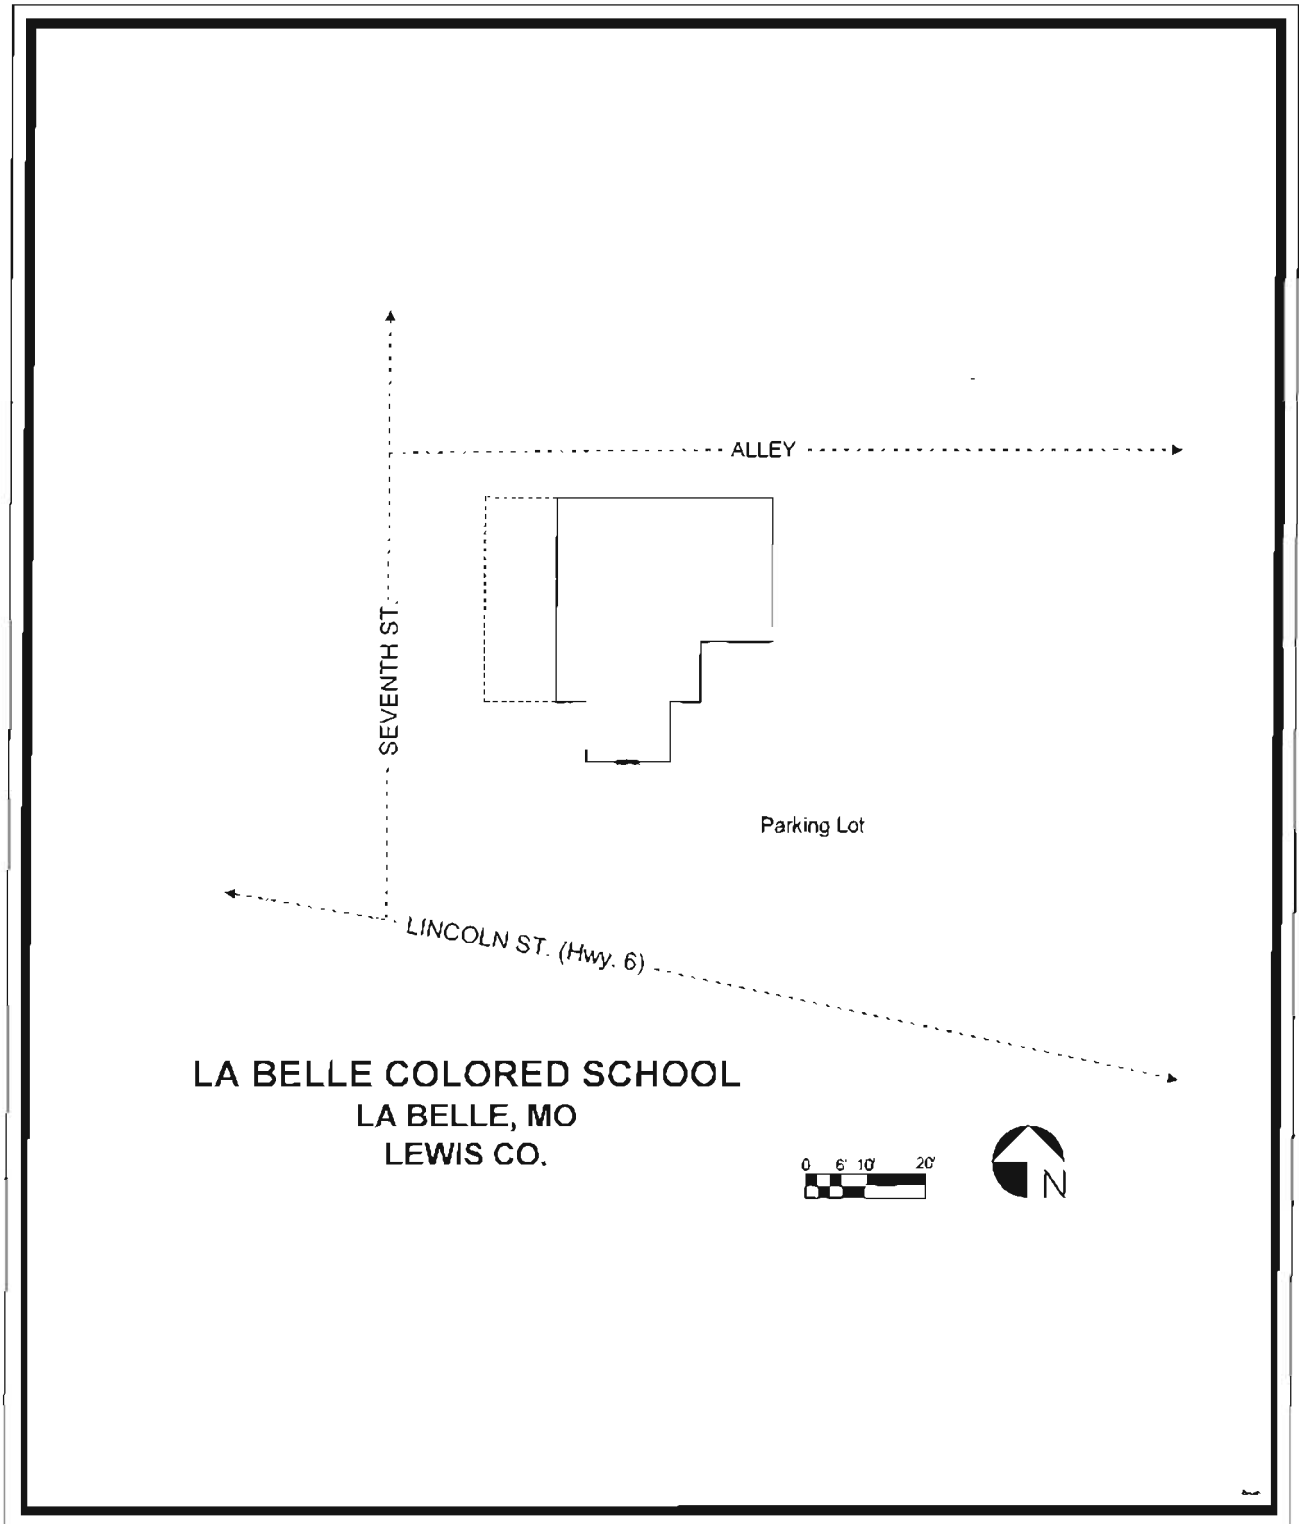 ALLEY
SEVENTH ST.
Parking Lot
LINCOLN ST. (Hwy. 6)
LA BELLE COLORED SCHOOL
LA BELLE, MO
LEWIS CO.
0 6' 10' 20'
N